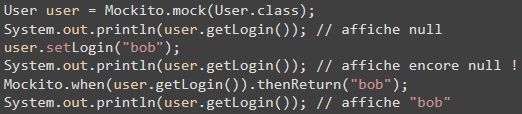 User user = Mockito.mock(User.class);
System.out.println(user.getLogin()); // affiche null
user.setLogin("bob");
System.out.println(user.getLogin()); // affiche encore null !
Mockito.when(user.getLogin()).thenReturn("bob");
System.out.println(user.getLogin()); // affiche "bob"